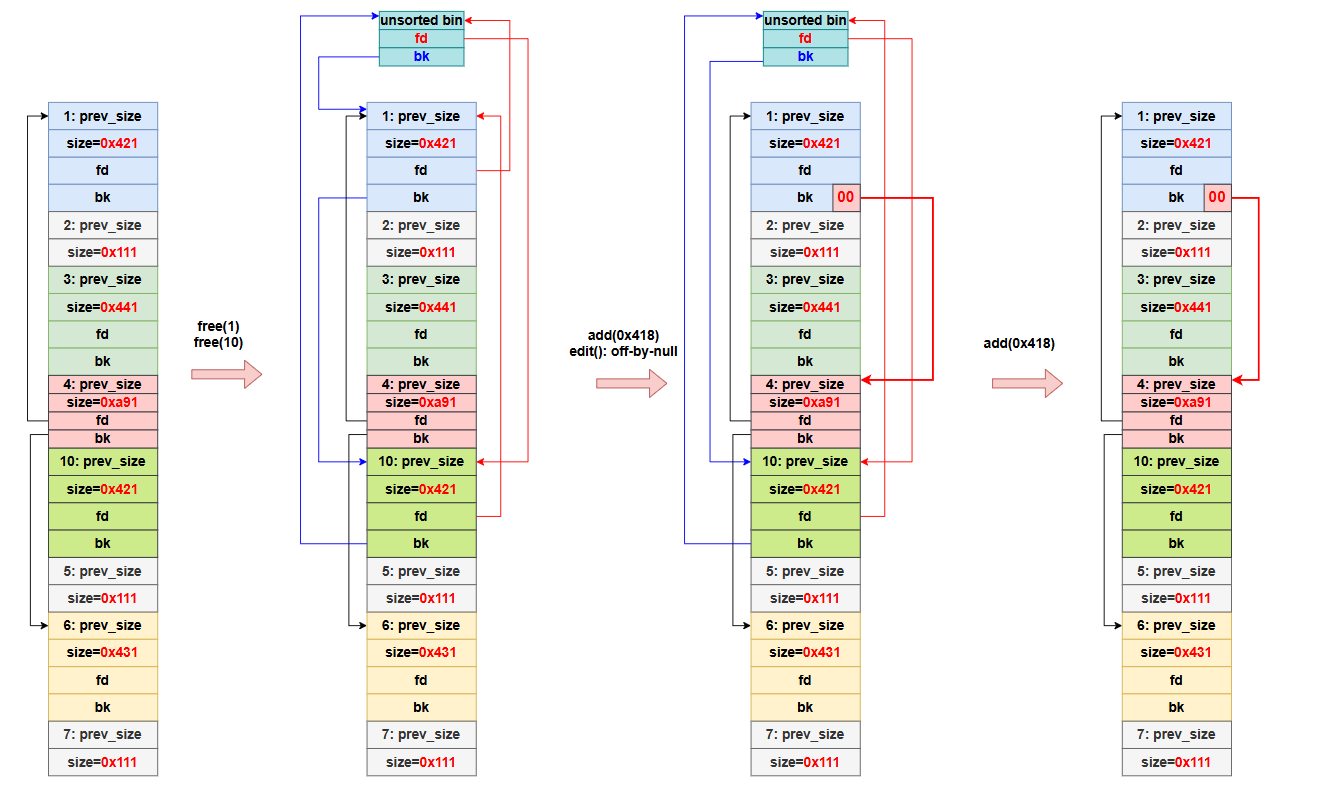 1: prev_size
size=0x421
fd
bk
2: prev_size
size=0x111
3: prev_size
size=0x441
fd
bk
4: prev_size
size=0xa91
fd
bk
10: prev_size
size=0x421
fd
bk
5: prev_size
size=0x111
6: prev_size
size=0x431
fd
bk
7: prev_size
size=0x111
free(1)
free(10)
unsorted bin
fd
bk
1: prev_size
size=0x421
fd
bk
2: prev_size
size=0x111
3: prev_size
size=0x441
fd
bk
4: prev_size
size=0xa91
fd
bk
10: prev_size
size=0x421
fd
bk
5: prev_size
size=0x111
6: prev_size
size=0x431
fd
bk
7: prev_size
size=0x111
add(0x418)
edit(): off-by-null
unsorted bin
fd
bk
1: prev_size
size=0x421
fd
bk 00
2: prev_size
size=0x111
3: prev_size
size=0x441
fd
bk
4: prev_size
size=0xa91
fd
bk
10: prev_size
size=0x421
fd
bk
5: prev_size
size=0x111
6: prev_size
size=0x431
fd
bk
7: prev_size
size=0x111
add(0x418)
1: prev_size
size=0x421
fd
bk 00
2: prev_size
size=0x111
3: prev_size
size=0x441
fd
bk
4: prev_size
size=0xa91
fd
bk
10: prev_size
size=0x421
fd
bk
5: prev_size
size=0x111
6: prev_size
size=0x431
fd
bk
7: prev_size
size=0x111